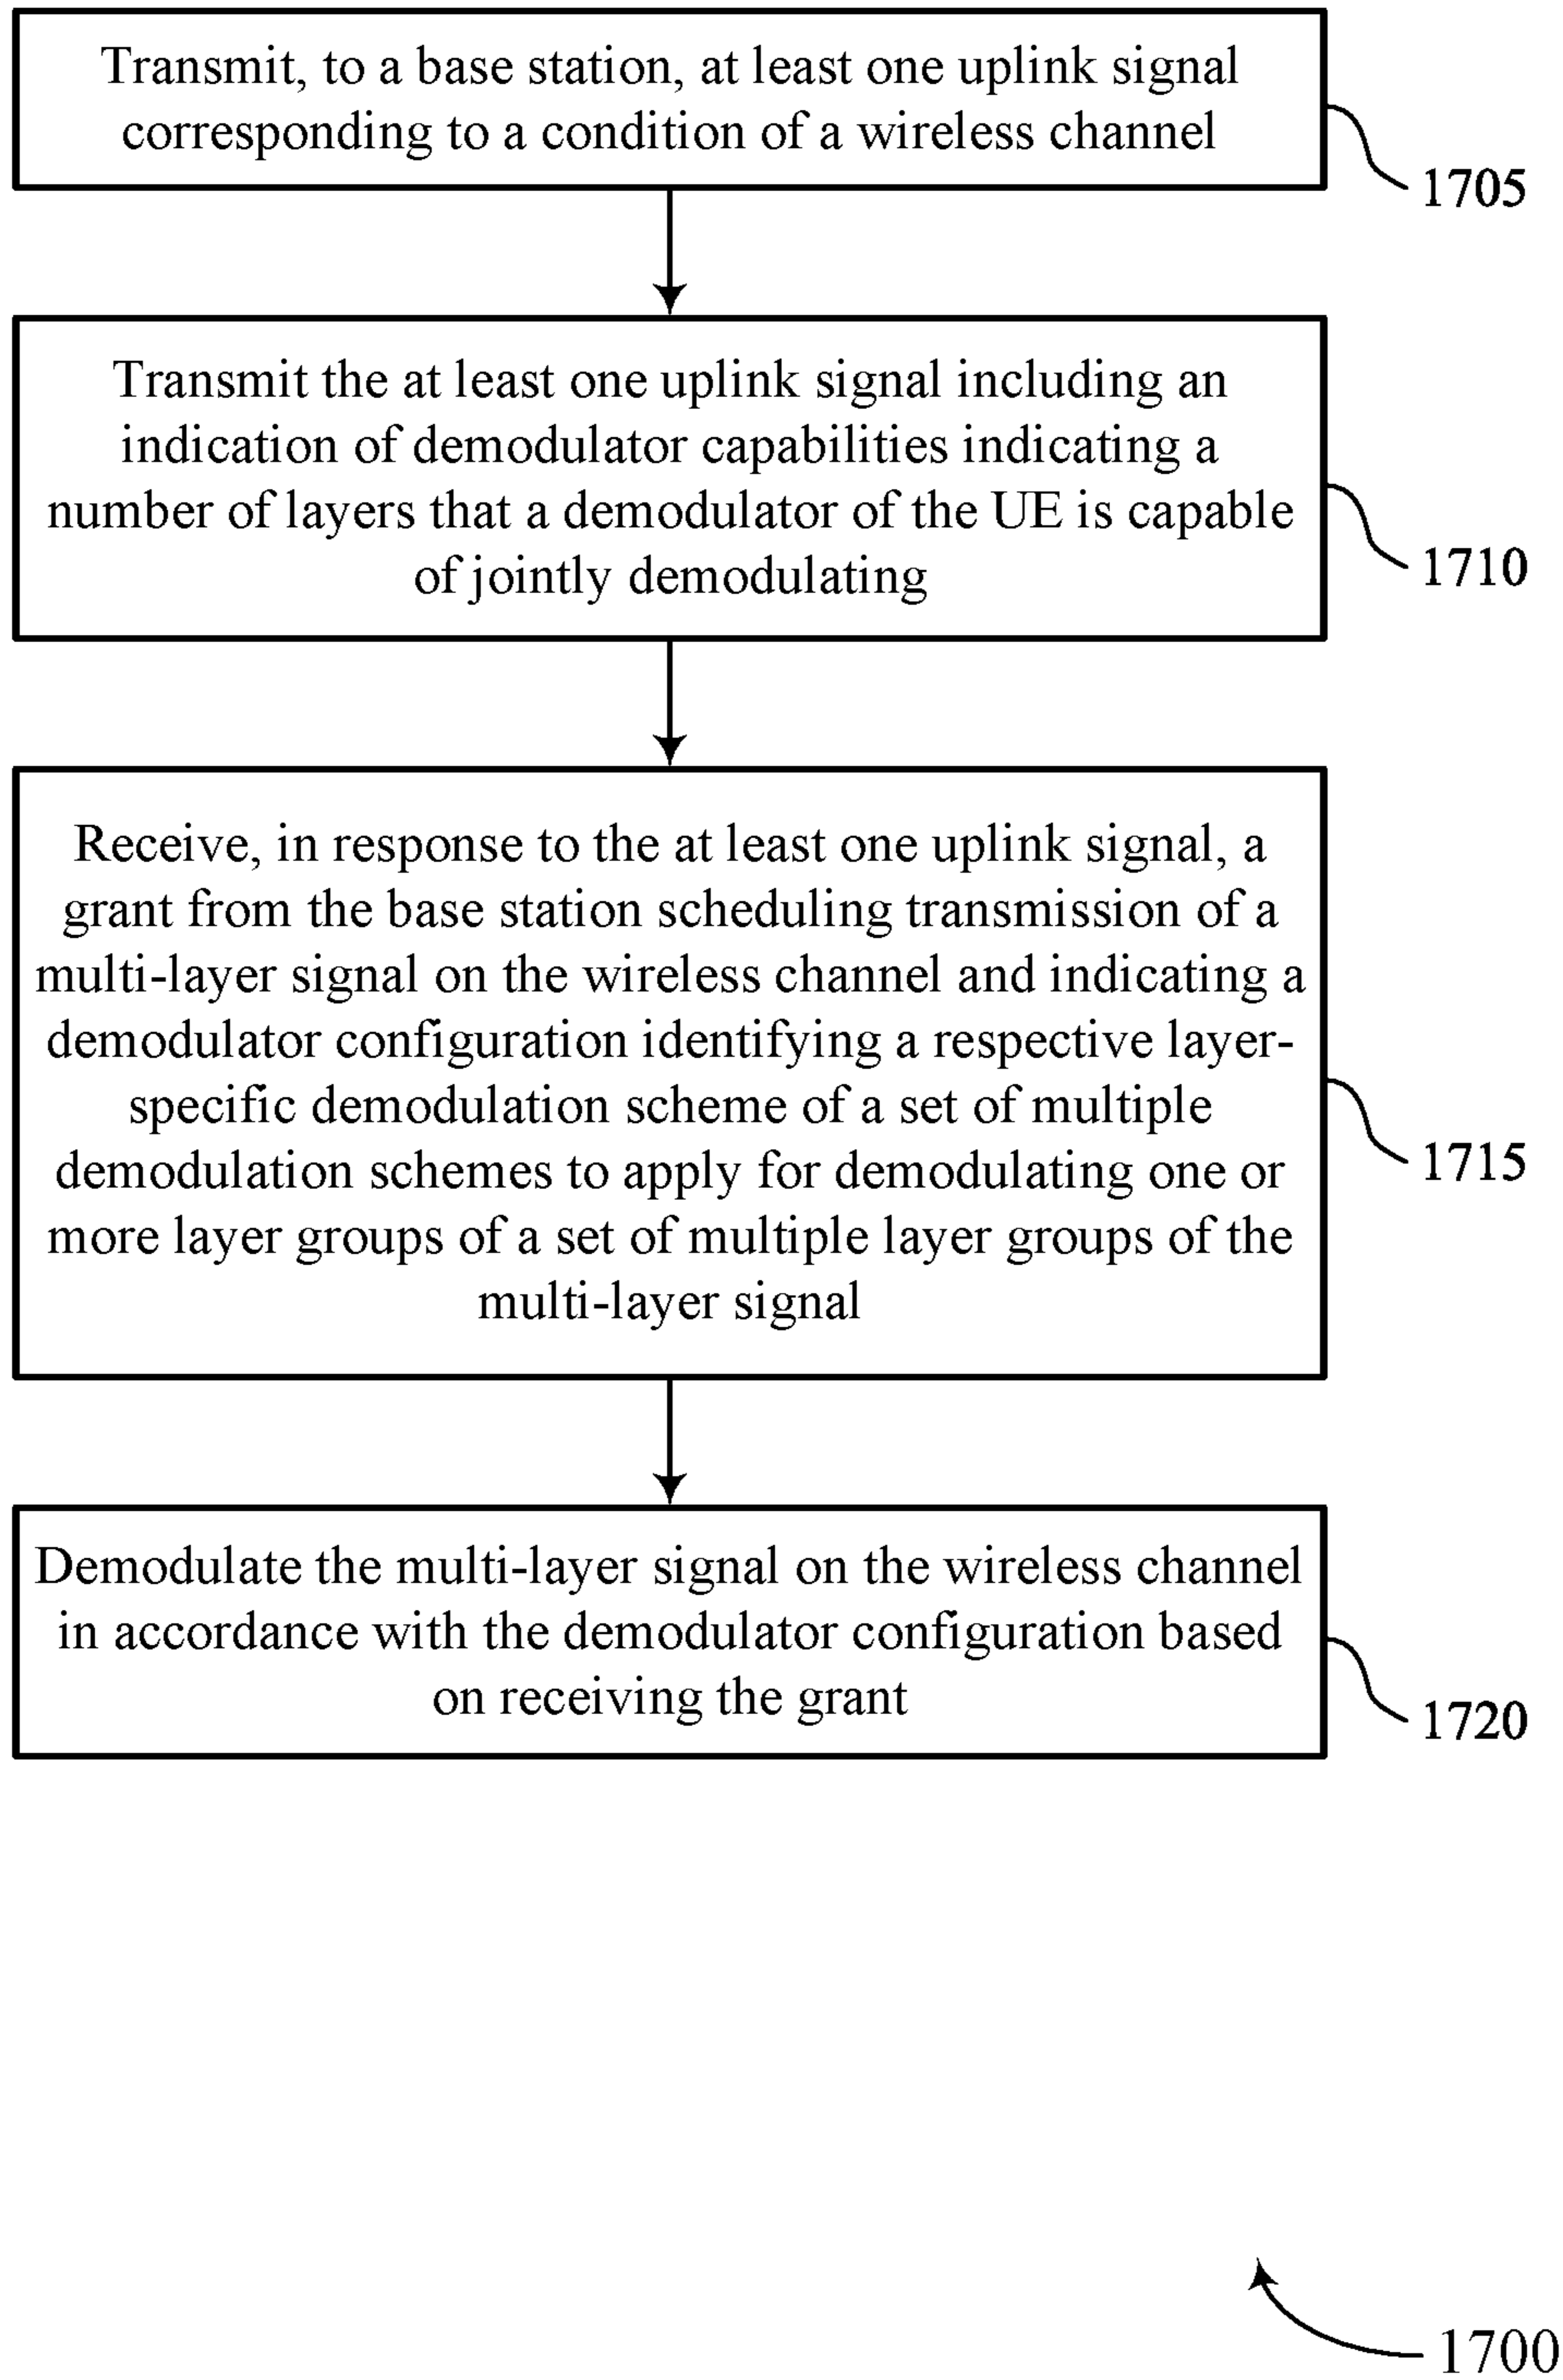 Transmit, to a base station, at least one uplink signal
corresponding to a condition of a wireless channel
1705
Transmit the at least one uplink signal including an
indication of demodulator capabilities indicating a
number of layers that a demodulator of the UE is capable
of jointly demodulating
1710
Receive, in response to the at least one uplink signal, a
grant from the base station scheduling transmission of a
multi-layer signal on the wireless channel and indicating a
demodulator configuration identifying a respective layer-
specific demodulation scheme of a set of multiple
demodulation schemes to apply for demodulating one or
more layer groups of a set of multiple layer groups of the
multi-layer signal
1715
Demodulate the multi-layer signal on the wireless channel
in accordance with the demodulator configuration based
on receiving the grant
1720
1700